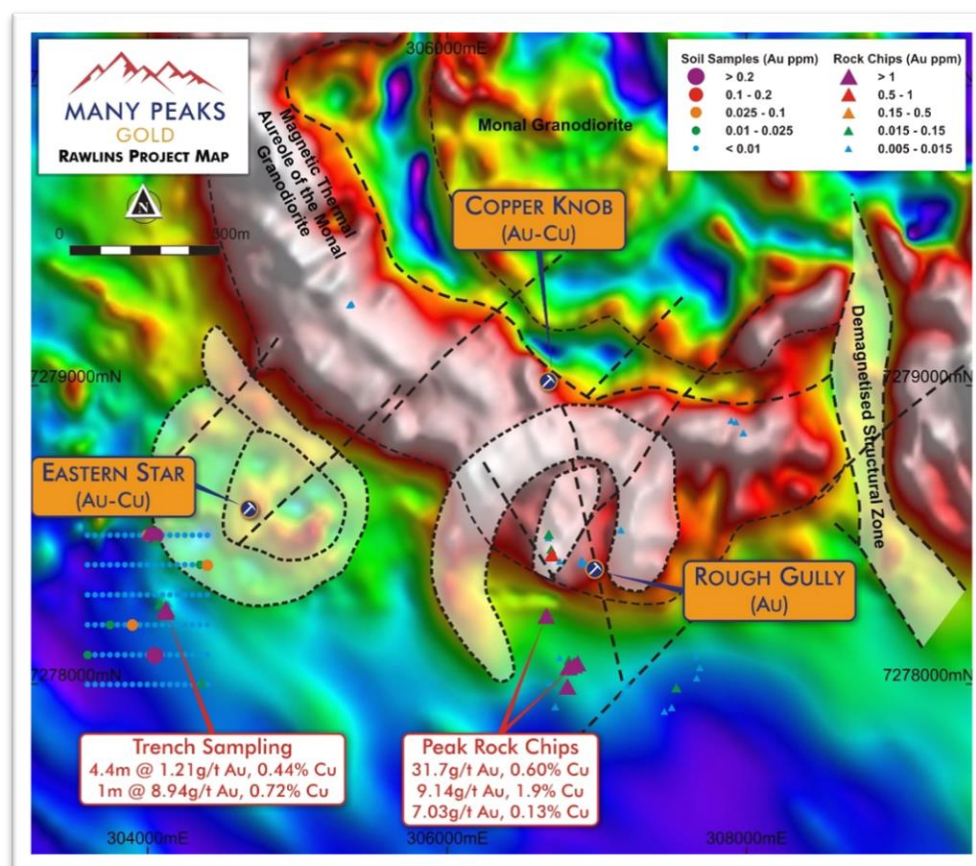 MANY PEAKS
GOLD
RAWLINS PROJECT MAP
N
0
306000mE
Monal Granodiorite
Soil Samples (Au ppm)
> 0.2
0.1 - 0.2
0.025 - 0.1
0.01 - 0.025
< 0.01
Rock Chips (Au ppm)
> 1
0.5 - 1
0.15 - 0.5
0.015 - 0.15
0.005 - 0.015
Magnetic Thermal
Aureole of the Monal
Granodiorite
COPPER KNOB
(Au-Cu)
Demagnetised Structural Zone
7279000mN
7279000mN
EASTERN STAR
(Au-Cu)
ROUGH GULLY
(Au)
7278000mN
7278000mN
Trench Sampling
4.4m @ 1.21g/t Au, 0.44% Cu
1m @ 8.94g/t Au, 0.72% Cu
Peak Rock Chips
31.7g/t Au, 0.60% Cu
9.14g/t Au, 1.9% Cu
7.03g/t Au, 0.13% Cu
304000mE
306000mE
308000mE